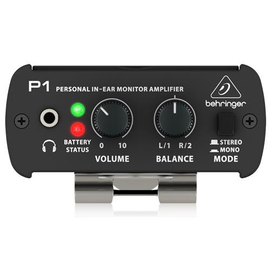 P1 PERSONAL IN-EAR MONITOR AMPLIFIER
behringer
BATTERY
STATUS
0 10
VOLUME
L/1 R/2
BALANCE
STEREO
MONO
MODE